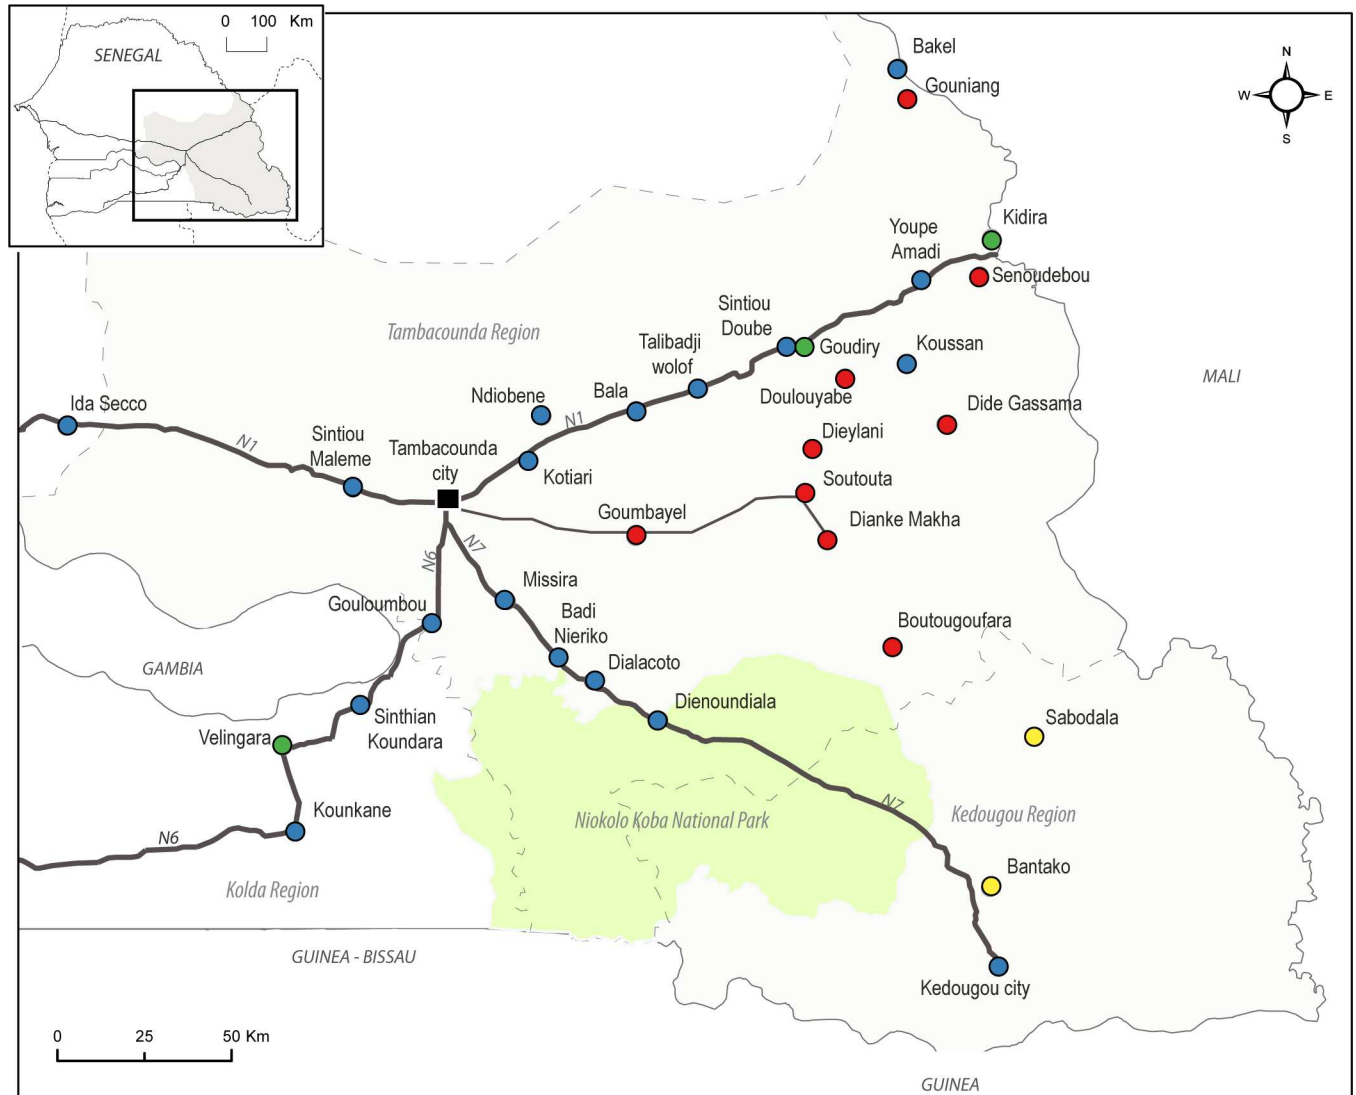 0 100 Km
SENEGAL
Bakel
Gouniang
N
W E
S
Kidira
Youpe
Amadi
Senoudebou
Sintiou
Doube
Tambacounda Region
Talibadji
wolof
Goudiry
Koussan
MALI
Doulouyabe
Ndiobene
Bala
Ida Secco
Dide Gassama
N1
N1
Sintiou
Maleme
Tambacounda
city
Dieylani
Kotiari
Soutouta
Goumbayel
Dianke Makha
N6
N7
Missira
Gouloumbou
Badi
Nieriko
Boutougoufara
GAMBIA
Dialacoto
Dienoundiala
Sinthian
Koundara
Sabodala
Velingara
Kounkane
N7
Niokolo Koba National Park
Kedougou Region
N6
Bantako
Kolda Region
GUINEA - BISSAU
Kedougou city
0 25 50 Km
GUINEA